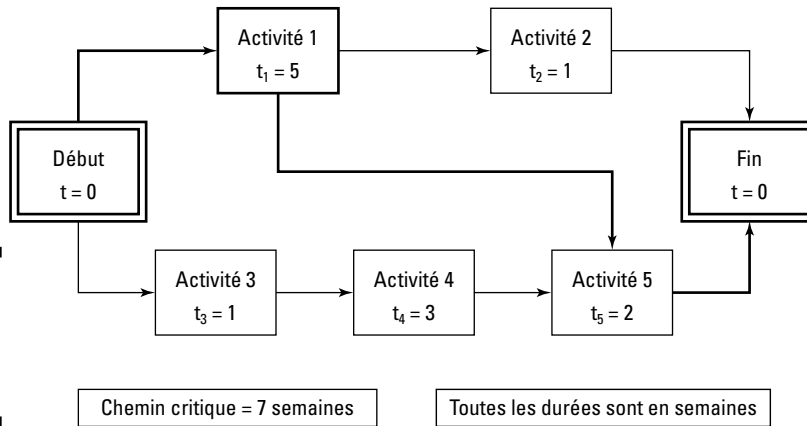 Activité 1
t₁ = 5
Activité 2
t₂ = 1
Début
t = 0
Fin
t = 0
Activité 3
t₃ = 1
Activité 4
t₄ = 3
Activité 5
t₅ = 2
Chemin critique = 7 semaines
Toutes les durées sont en semaines